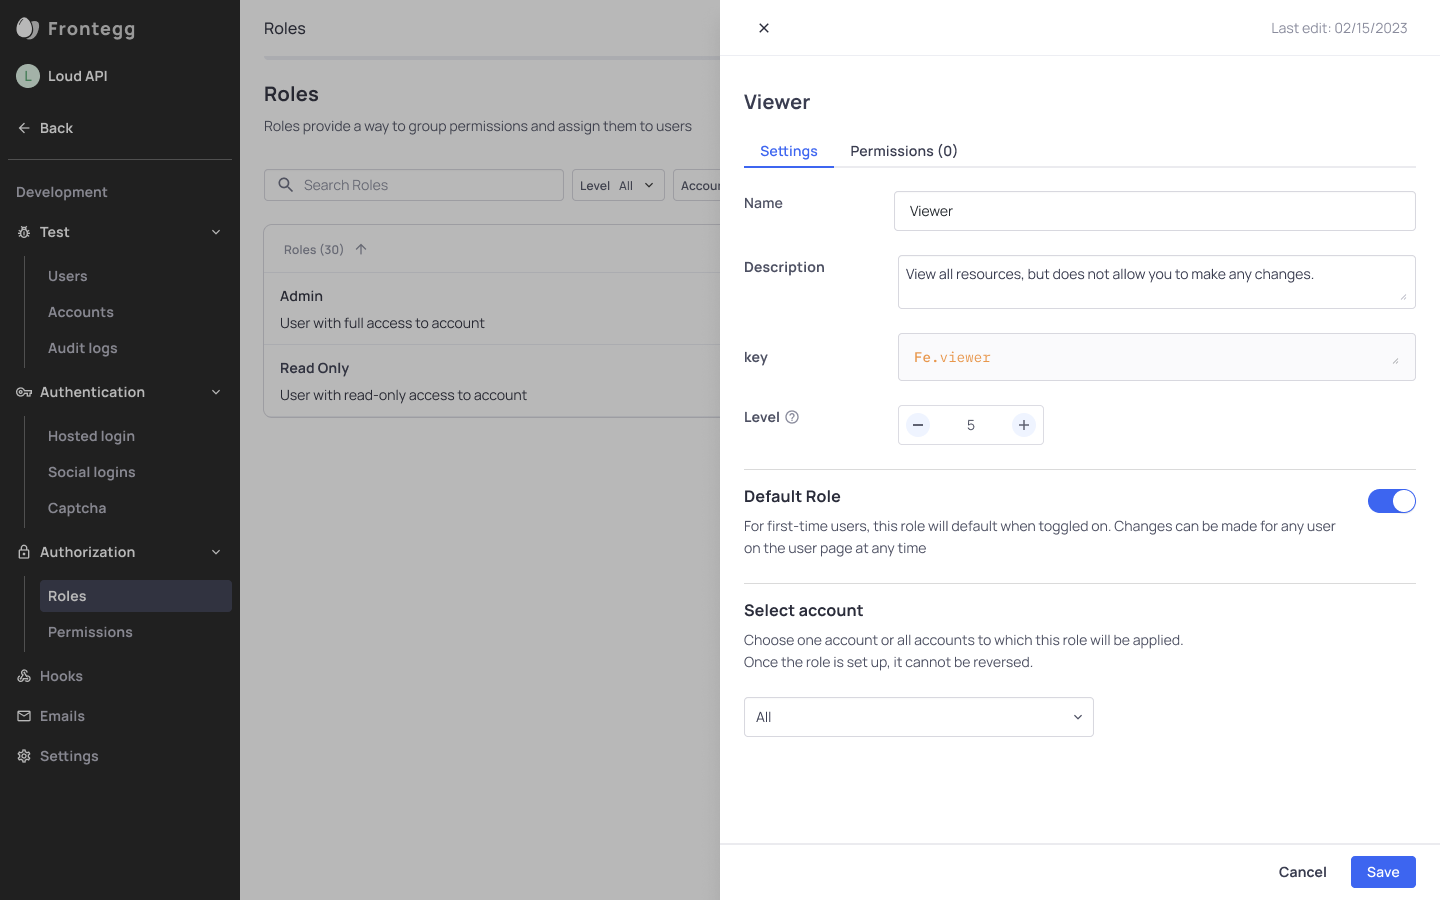 Frontegg
L Loud API
Back
Development
Test
Users
Accounts
Audit logs
Authentication
Hosted login
Social logins
Captcha
Authorization
Roles
Permissions
Hooks
Emails
Settings
Roles
Roles
Roles provide a way to group permissions and assign them to users
Search Roles
Level All
Accoun
Roles (30)
Admin
User with full access to account
Read Only
User with read-only access to account
Last edit: 02/15/2023
Viewer
Settings Permissions (0)
Name Viewer
Description View all resources, but does not allow you to make any changes.
key Fe.viewer
Level 5
Default Role
For first-time users, this role will default when toggled on. Changes can be made for any user
on the user page at any time
Select account
Choose one account or all accounts to which this role will be applied.
Once the role is set up, it cannot be reversed.
All
Cancel Save